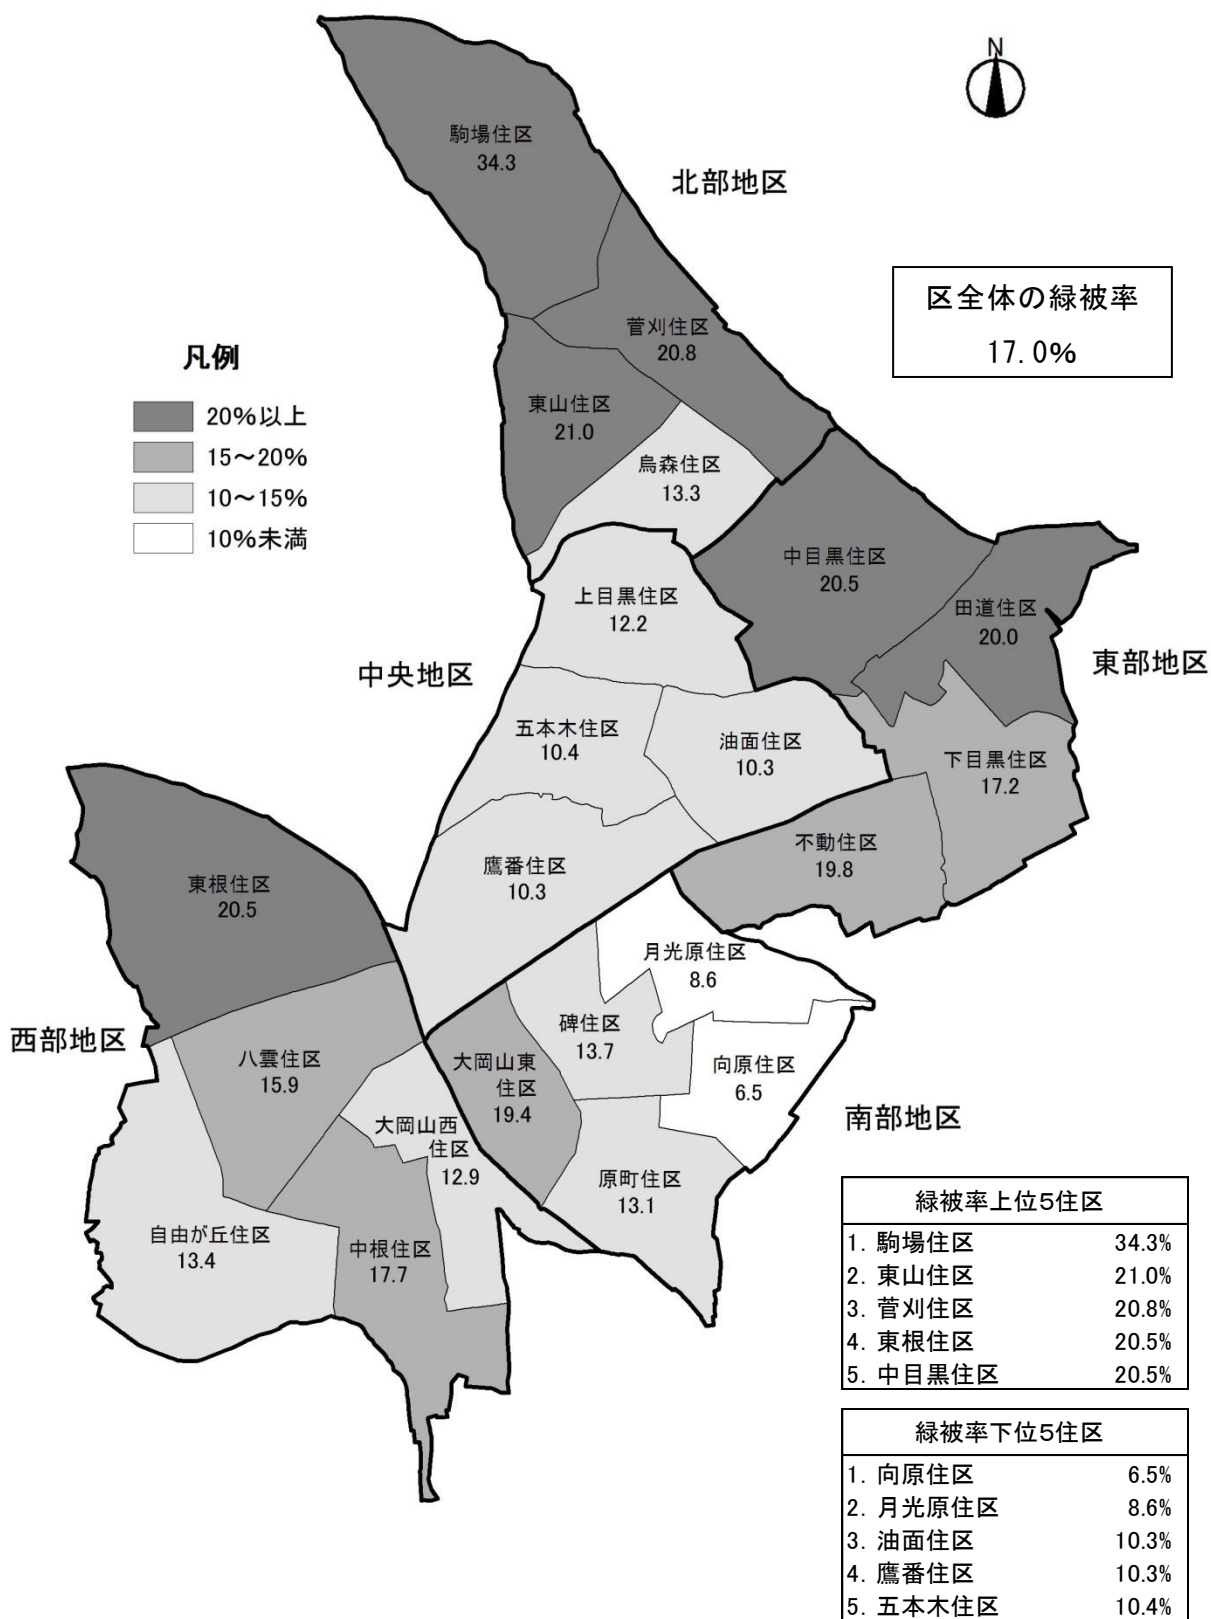 N
駒場住区
34.3
北部地区
区全体の緑被率
17.0%
菅刈住区
20.8
凡例
20%以上
15～20%
10～15%
10%未満
東山住区
21.0
烏森住区
13.3
中目黒住区
20.5
上目黒住区
12.2
田道住区
20.0
東部地区
中央地区
五本木住区
10.4
油面住区
10.3
下目黒住区
17.2
不動住区
19.8
鷹番住区
10.3
東根住区
20.5
月光原住区
8.6
西部地区
碑住区
13.7
八雲住区
15.9
大岡山東
住区
19.4
向原住区
6.5
大岡山西
住区
12.9
南部地区
原町住区
13.1
自由が丘住区
13.4
中根住区
17.7
緑被率上位5住区
1. 駒場住区 34.3%
2. 東山住区 21.0%
3. 菅刈住区 20.8%
4. 東根住区 20.5%
5. 中目黒住区 20.5%
緑被率下位5住区
1. 向原住区 6.5%
2. 月光原住区 8.6%
3. 油面住区 10.3%
4. 鷹番住区 10.3%
5. 五本木住区 10.4%